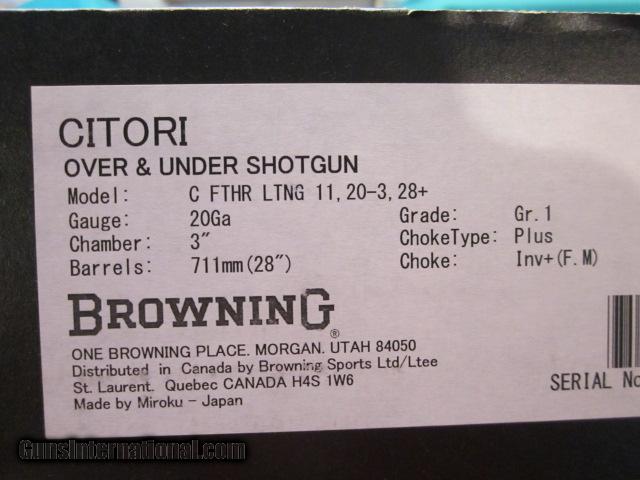 CITORI
OVER & UNDER SHOTGUN
Model: C FTHR LTNG 11,20-3,28+
Gauge: 20Ga Grade: Gr.1
Chamber: 3" ChokeType: Plus
Barrels: 711mm(28") Choke: Inv+(F.M)
BROWNING®
ONE BROWNING PLACE. MORGAN. UTAH 84050
Distributed in Canada by Browning Sports Ltd/Ltee
St. Laurent. Quebec CANADA H4S 1W6
Made by Miroku - Japan
SERIAL No
GunsInternational.com